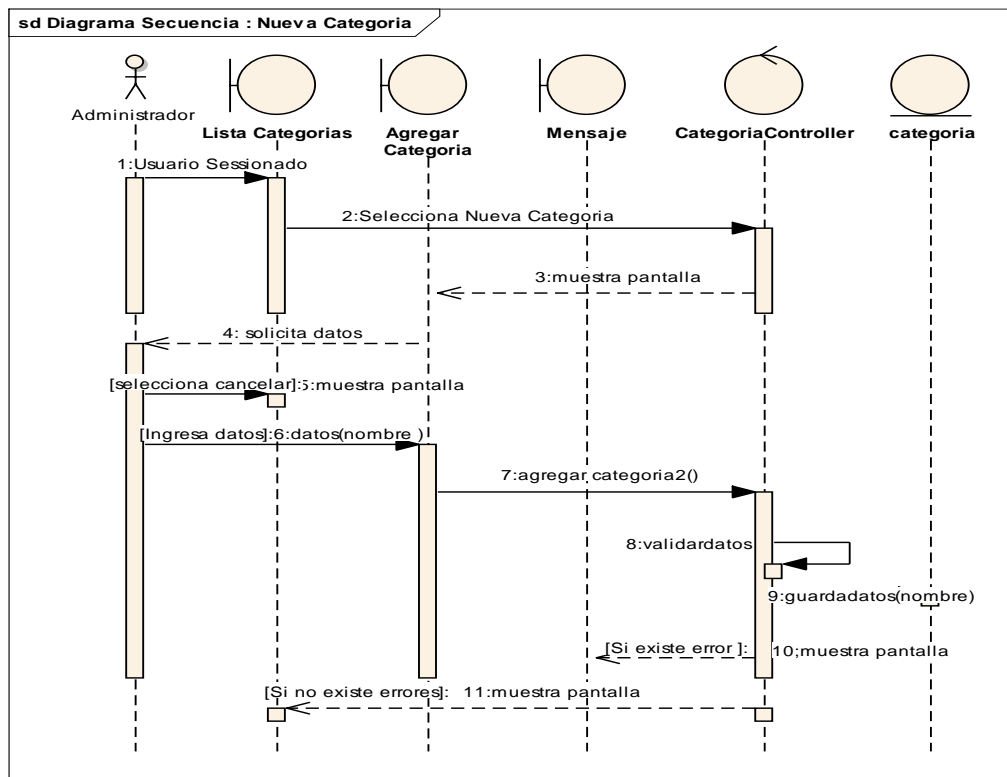 sd Diagrama Secuencia : Nueva Categoria
Administrador
Lista Categorias
Agregar
Categoria
Mensaje
CategoriaController
categoria
1:Usuario Sessionado
2:Selecciona Nueva Categoria
3:muestra pantalla
4: solicita datos
[selecciona cancelar]:5:muestra pantalla
[Ingresa datos]:6:datos(nombre )
7:agregar categoria2()
8:validardatos
9:guardadatos(nombre)
[Si existe error ]: 10;muestra pantalla
[Si no existe errores]: 11:muestra pantalla